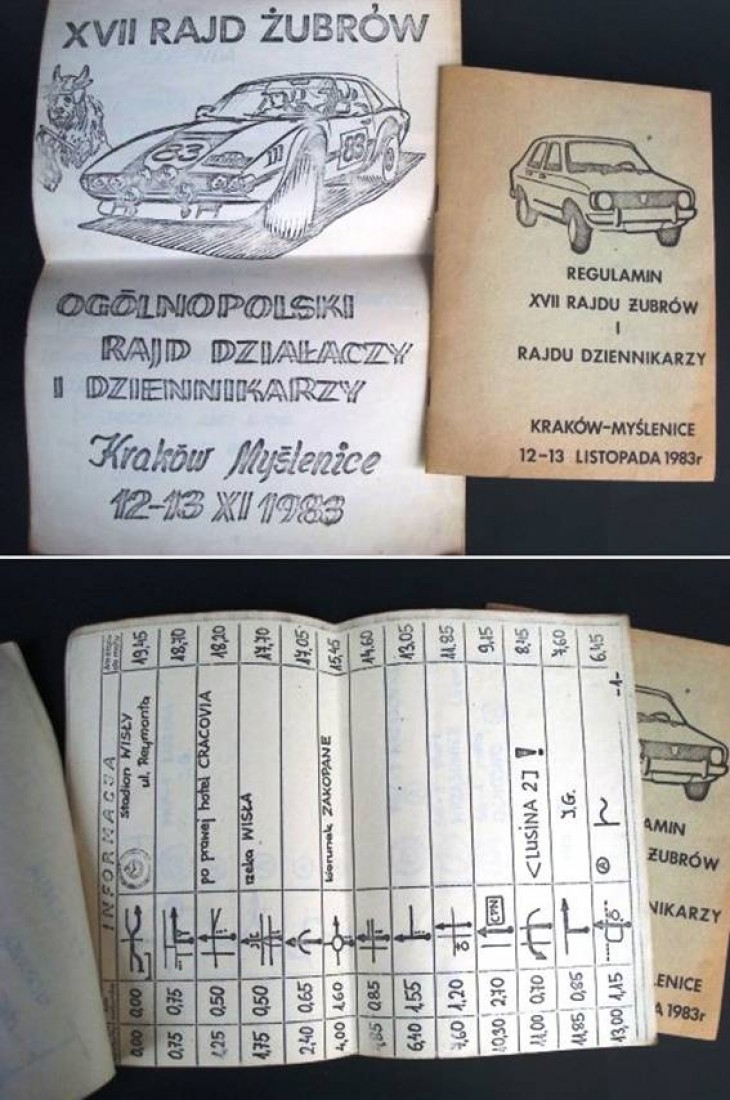 XVII RAJD ŻUBRÓW
83
83
OGÓLNOPOLSKI
RAJD DZIAŁACZY
I DZIENNIKARZY
Kraków Myślenice
12-13 XI 1983
REGULAMIN
XVII RAJDU ŻUBRÓW
I
RAJDU DZIENNIKARZY
KRAKÓW-MYŚLENICE
12-13 LISTOPADA 1983r
INFORMACJA
0,00 0,00 Stadion WISŁY 19,45
ul. Reymonta
0,75 0,75 18,70
1,25 0,50 po prawej hotel CRACOVIA 18,20
1,75 0,50 rzeka WISŁA 17,70
2,40 0,65 17,05
4,00 1,60 kierunek ZAKOPANE 15,45
4,85 0,85 14,60
6,40 1,55 13,05
7,60 1,20 11,85
10,30 2,70 CPN 9,15
11,00 0,70 <LUSINA 2] ! 8,45
11,85 0,85 J.G. 7,60
13,00 1,15 A 6,45
-1-
AMIN
ŻUBRÓW
NIKARZY
LENICE
A 1983r